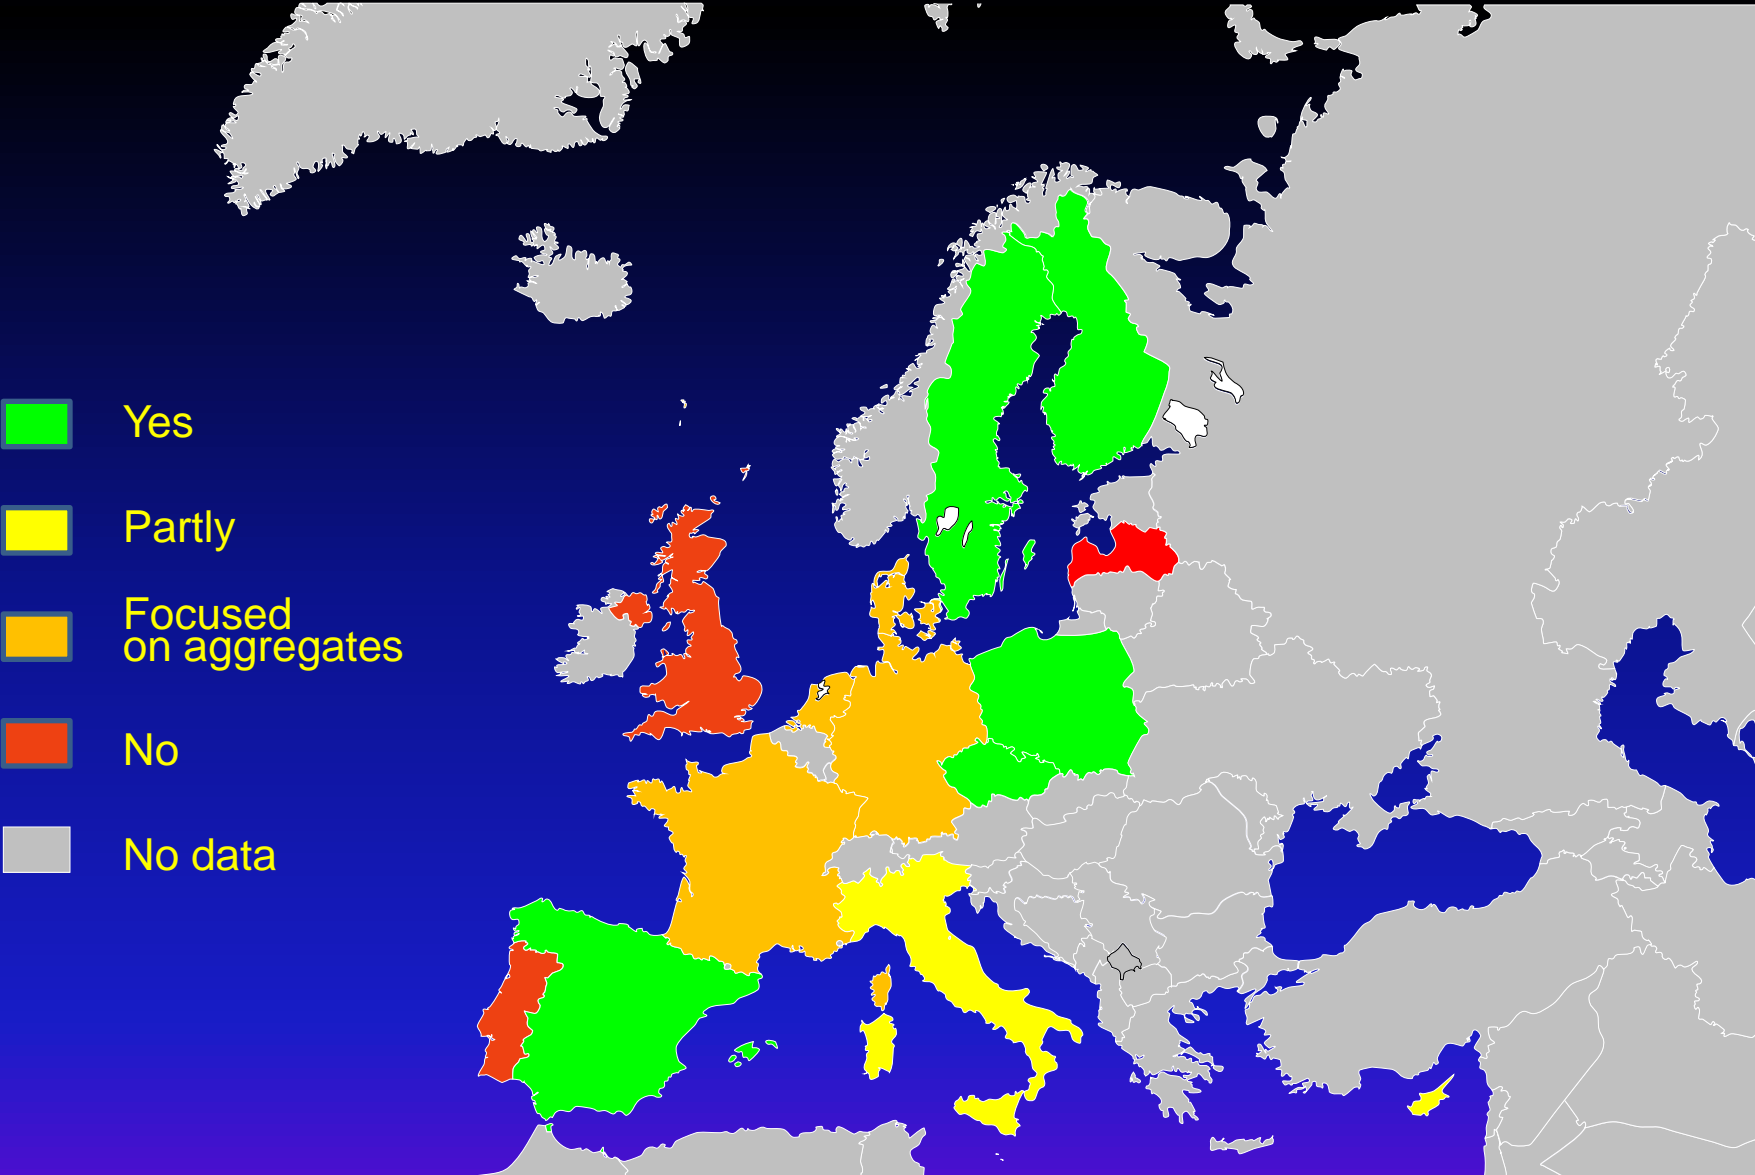 Yes
Partly
Focused
on aggregates
No
No data